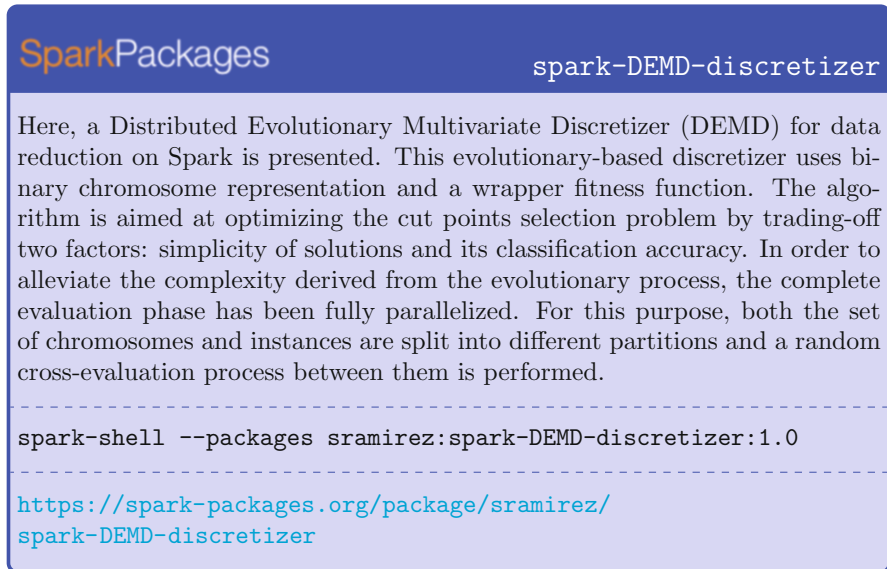 SparkPackages
spark-DEMD-discretizer
Here, a Distributed Evolutionary Multivariate Discretizer (DEMD) for data
reduction on Spark is presented. This evolutionary-based discretizer uses bi-
nary chromosome representation and a wrapper fitness function. The algo-
rithm is aimed at optimizing the cut points selection problem by trading-off
two factors: simplicity of solutions and its classification accuracy. In order to
alleviate the complexity derived from the evolutionary process, the complete
evaluation phase has been fully parallelized. For this purpose, both the set
of chromosomes and instances are split into different partitions and a random
cross-evaluation process between them is performed.
spark-shell --packages sramirez:spark-DEMD-discretizer:1.0
https://spark-packages.org/package/sramirez/
spark-DEMD-discretizer